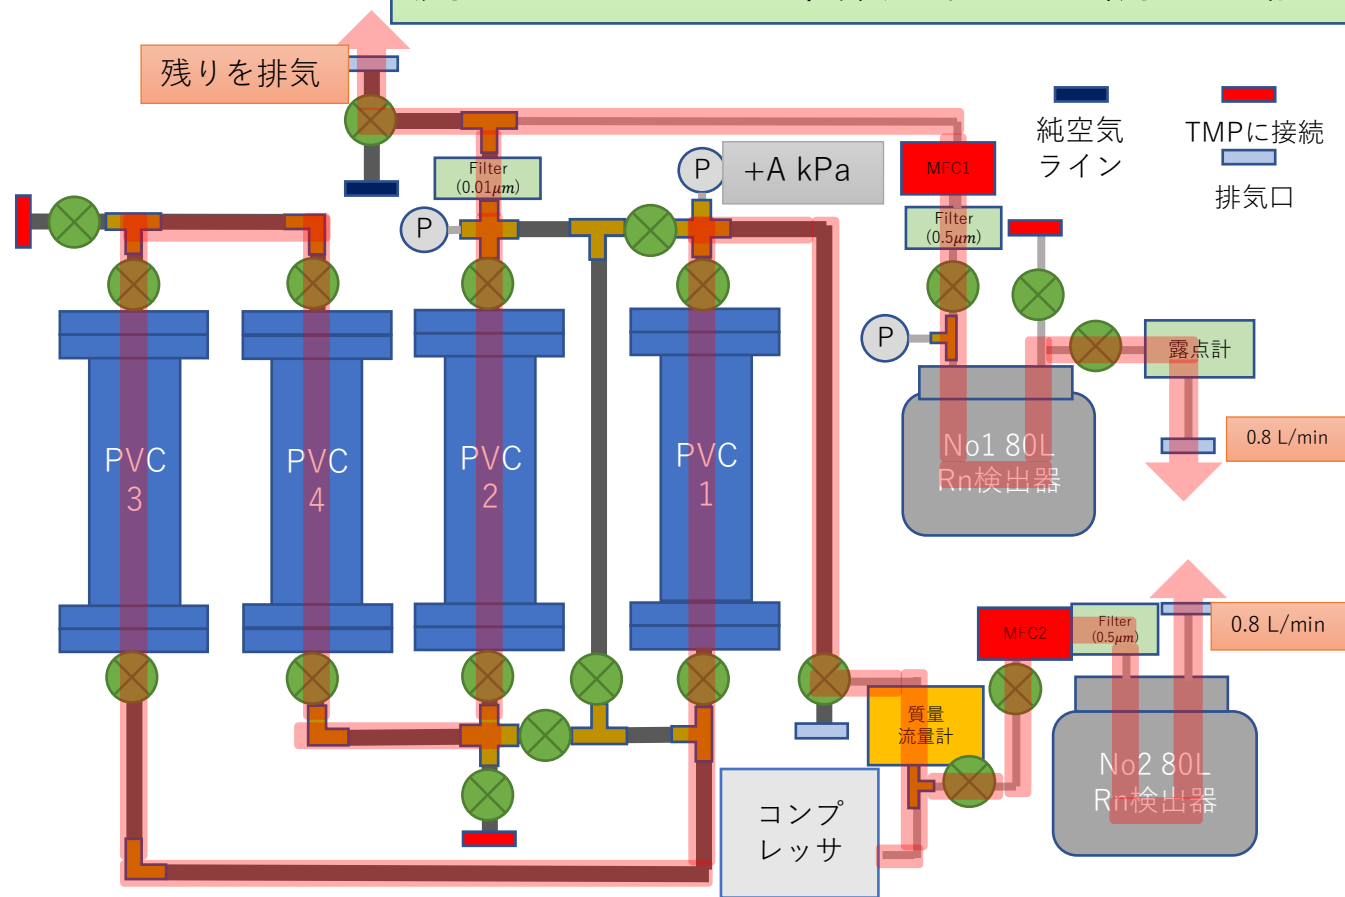 残りを排気
純空気
ライン
TMPに接続
排気口
Filter
(0.01μm)
P
P
+A kPa
MFC1
Filter
(0.5μm)
P
露点計
0.8 L/min
PVC
3
PVC
4
PVC
2
PVC
1
No1 80L
Rn検出器
MFC2
Filter
(0.5μm)
0.8 L/min
質量
流量計
No2 80L
Rn検出器
コンプ
レッサ